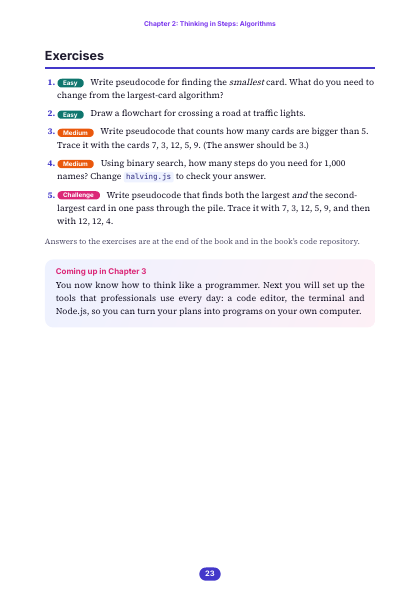 Chapter 2: Thinking in Steps: Algorithms
Exercises
1. Easy Write pseudocode for finding the smallest card. What do you need to
change from the largest-card algorithm?
2. Easy Draw a flowchart for crossing a road at traffic lights.
3. Medium Write pseudocode that counts how many cards are bigger than 5.
Trace it with the cards 7, 3, 12, 5, 9. (The answer should be 3.)
4. Medium Using binary search, how many steps do you need for 1,000
names? Change halving.js to check your answer.
5. Challenge Write pseudocode that finds both the largest and the second-
largest card in one pass through the pile. Trace it with 7, 3, 12, 5, 9, and then
with 12, 12, 4.
Answers to the exercises are at the end of the book and in the book's code repository.
Coming up in Chapter 3
You now know how to think like a programmer. Next you will set up the
tools that professionals use every day: a code editor, the terminal and
Node.js, so you can turn your plans into programs on your own computer.
23